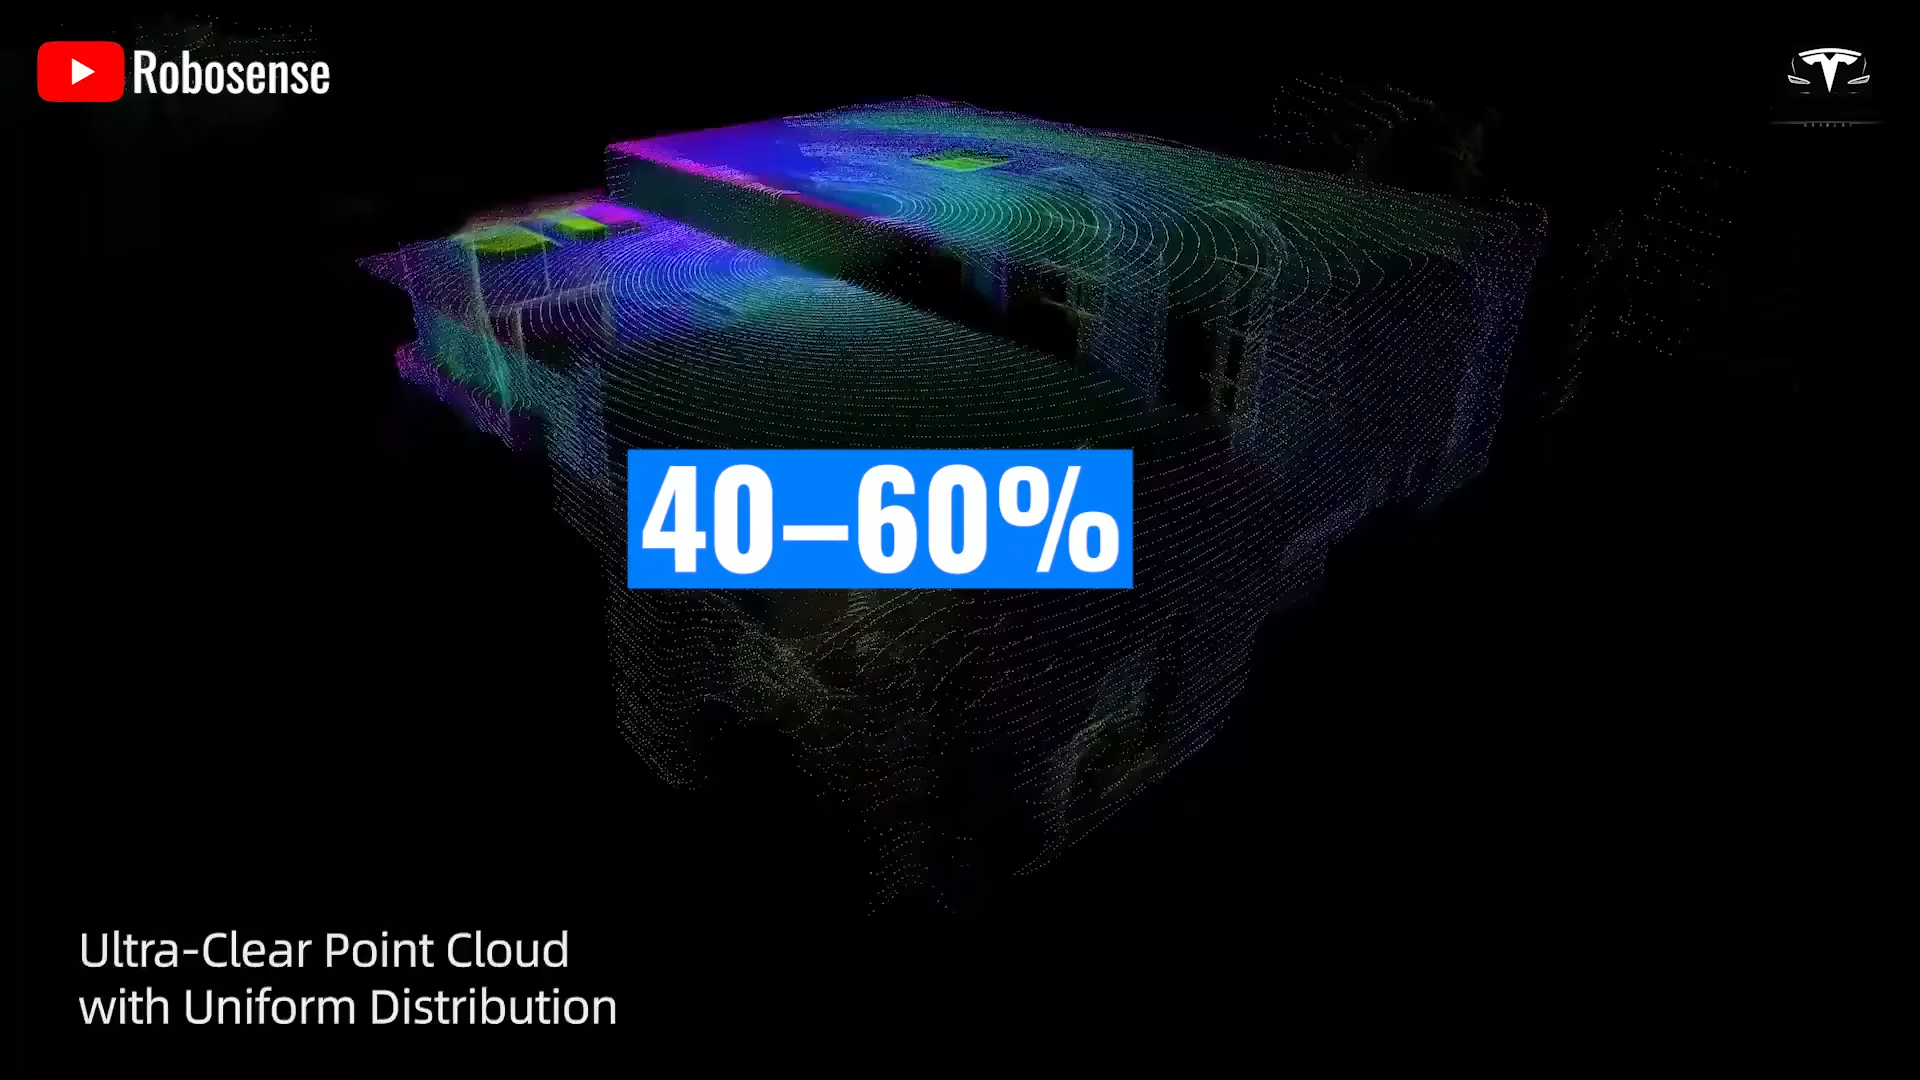 Robosense
40–60%
Ultra-Clear Point Cloud
with Uniform Distribution